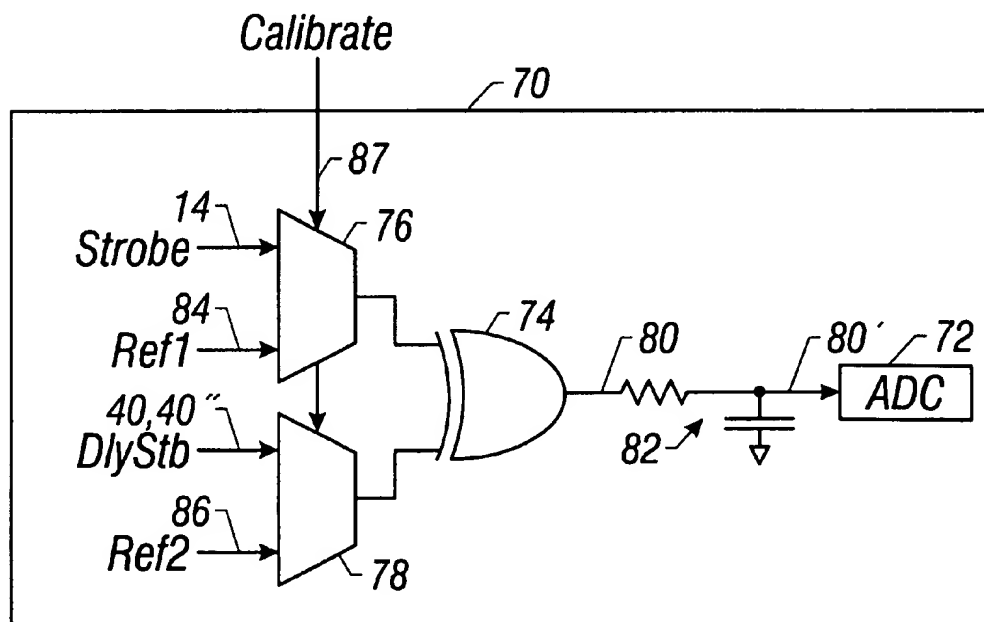 Calibrate
70
87
14
76
Strobe
84
Ref1
74
80
80´
72
ADC
82
40,40˝
DlyStb
86
Ref2
78